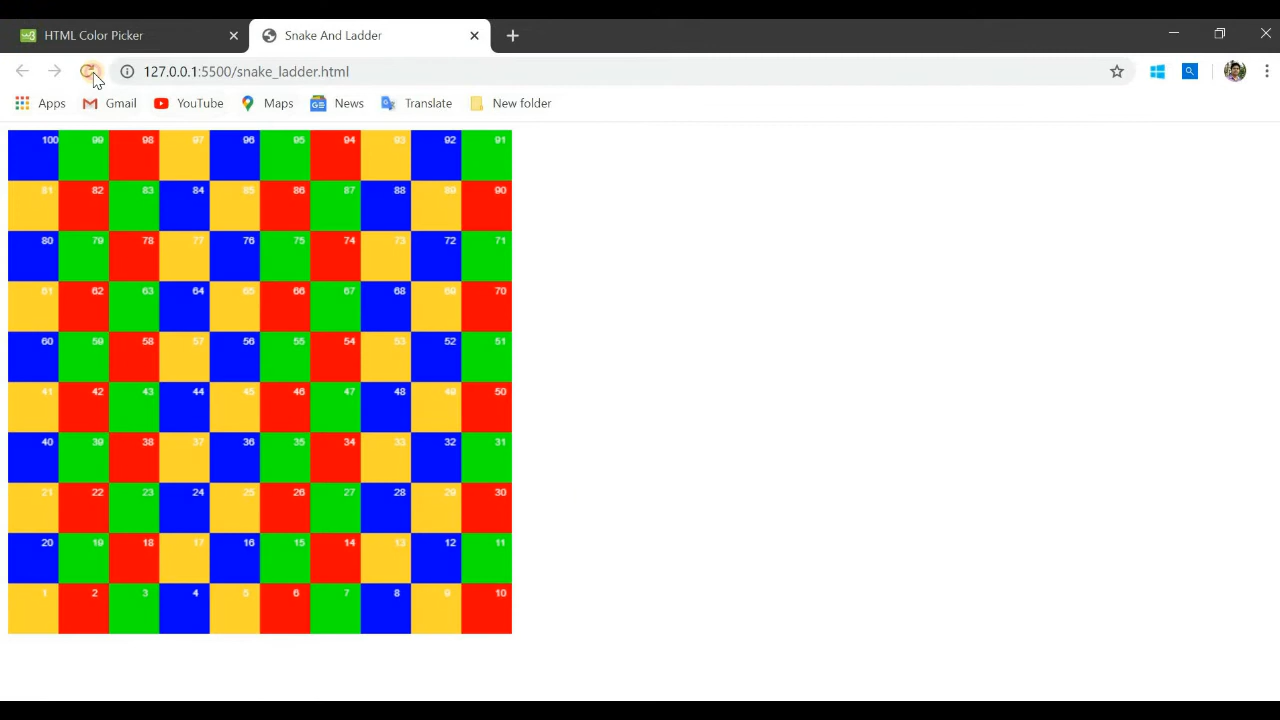 HTML Color Picker
Snake And Ladder
127.0.0.1:5500/snake_ladder.html
Apps Gmail YouTube Maps News Translate New folder
100 99 98 97 96 95 94 93 92 91
81 82 83 84 85 86 87 88 89 90
80 79 78 77 76 75 74 73 72 71
61 62 63 64 65 66 67 68 69 70
60 59 58 57 56 55 54 53 52 51
41 42 43 44 45 46 47 48 49 50
40 39 38 37 36 35 34 33 32 31
21 22 23 24 25 26 27 28 29 30
20 19 18 17 16 15 14 13 12 11
1 2 3 4 5 6 7 8 9 10